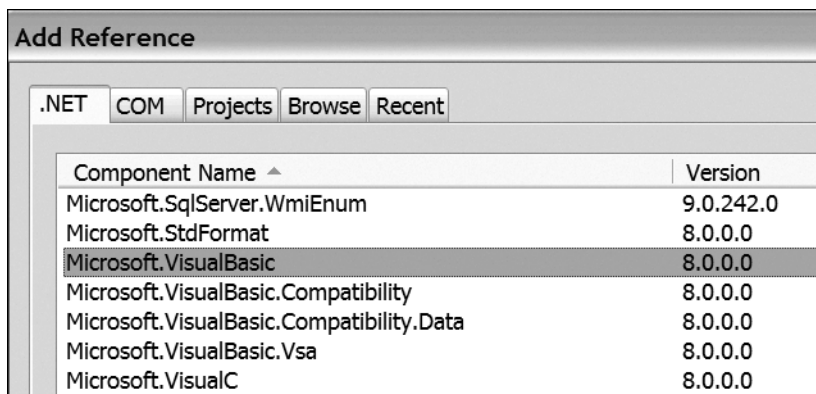 Add Reference
.NET COM Projects Browse Recent
Component Name Version
Microsoft.SqlServer.WmiEnum 9.0.242.0
Microsoft.StdFormat 8.0.0.0
Microsoft.VisualBasic 8.0.0.0
Microsoft.VisualBasic.Compatibility 8.0.0.0
Microsoft.VisualBasic.Compatibility.Data 8.0.0.0
Microsoft.VisualBasic.Vsa 8.0.0.0
Microsoft.VisualC 8.0.0.0